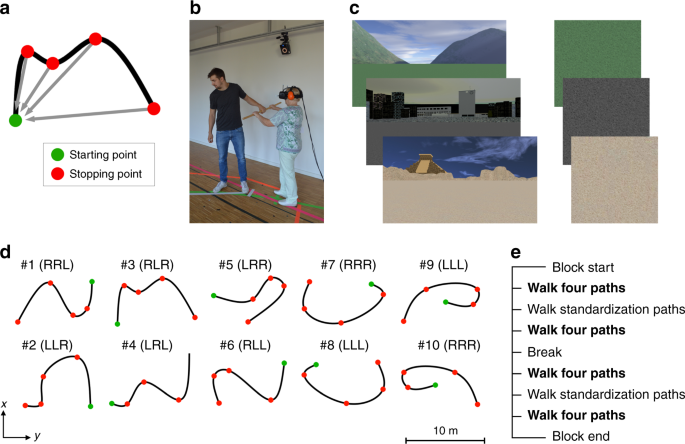 a
b
c
Starting point
Stopping point
d
e
#1 (RRL)
#3 (RLR)
#5 (LRR)
#7 (RRR)
#9 (LLL)
#2 (LLR)
#4 (LRL)
#6 (RLL)
#8 (LLL)
#10 (RRR)
x
y
10 m
Block start
Walk four paths
Walk standardization paths
Walk four paths
Break
Walk four paths
Walk standardization paths
Walk four paths
Block end